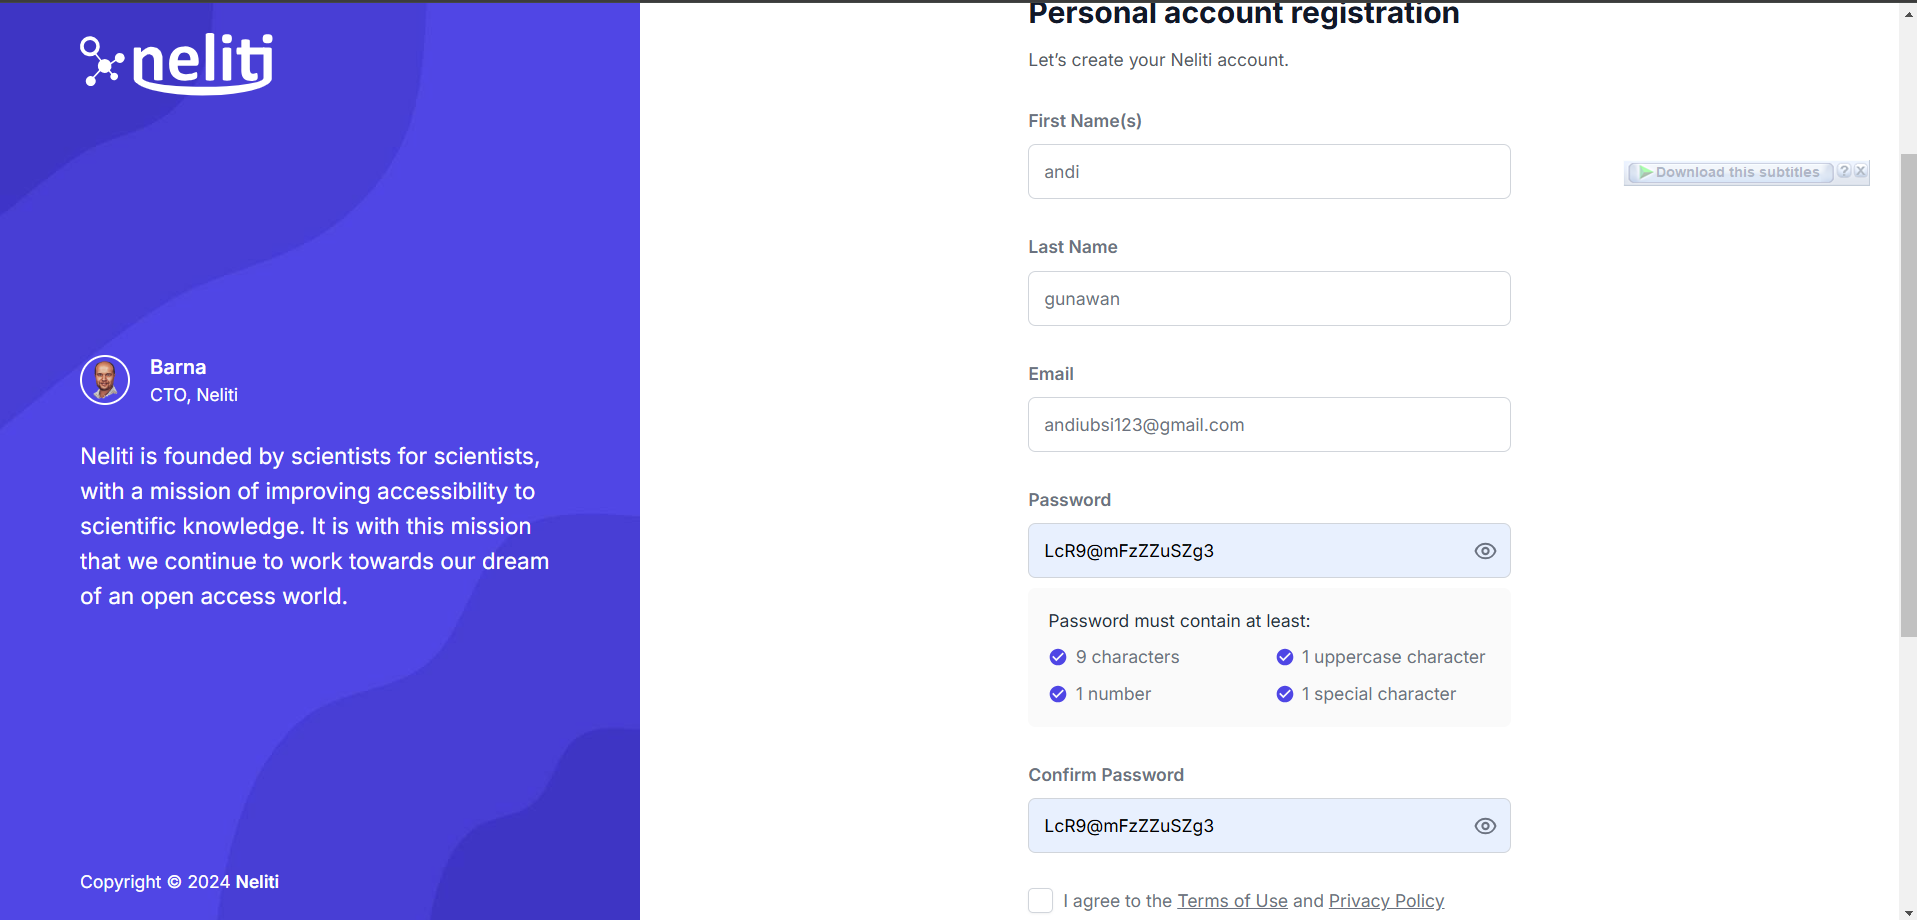 neliti
Barna
CTO, Neliti
Neliti is founded by scientists for scientists,
with a mission of improving accessibility to
scientific knowledge. It is with this mission
that we continue to work towards our dream
of an open access world.
Copyright © 2024 Neliti
Personal account registration
Let’s create your Neliti account.
First Name(s)
andi
Last Name
gunawan
Email
andiubsi123@gmail.com
Password
LcR9@mFzZZuSZg3
Password must contain at least:
9 characters
1 uppercase character
1 number
1 special character
Confirm Password
LcR9@mFzZZuSZg3
I agree to the Terms of Use and Privacy Policy
Download this subtitles ? X